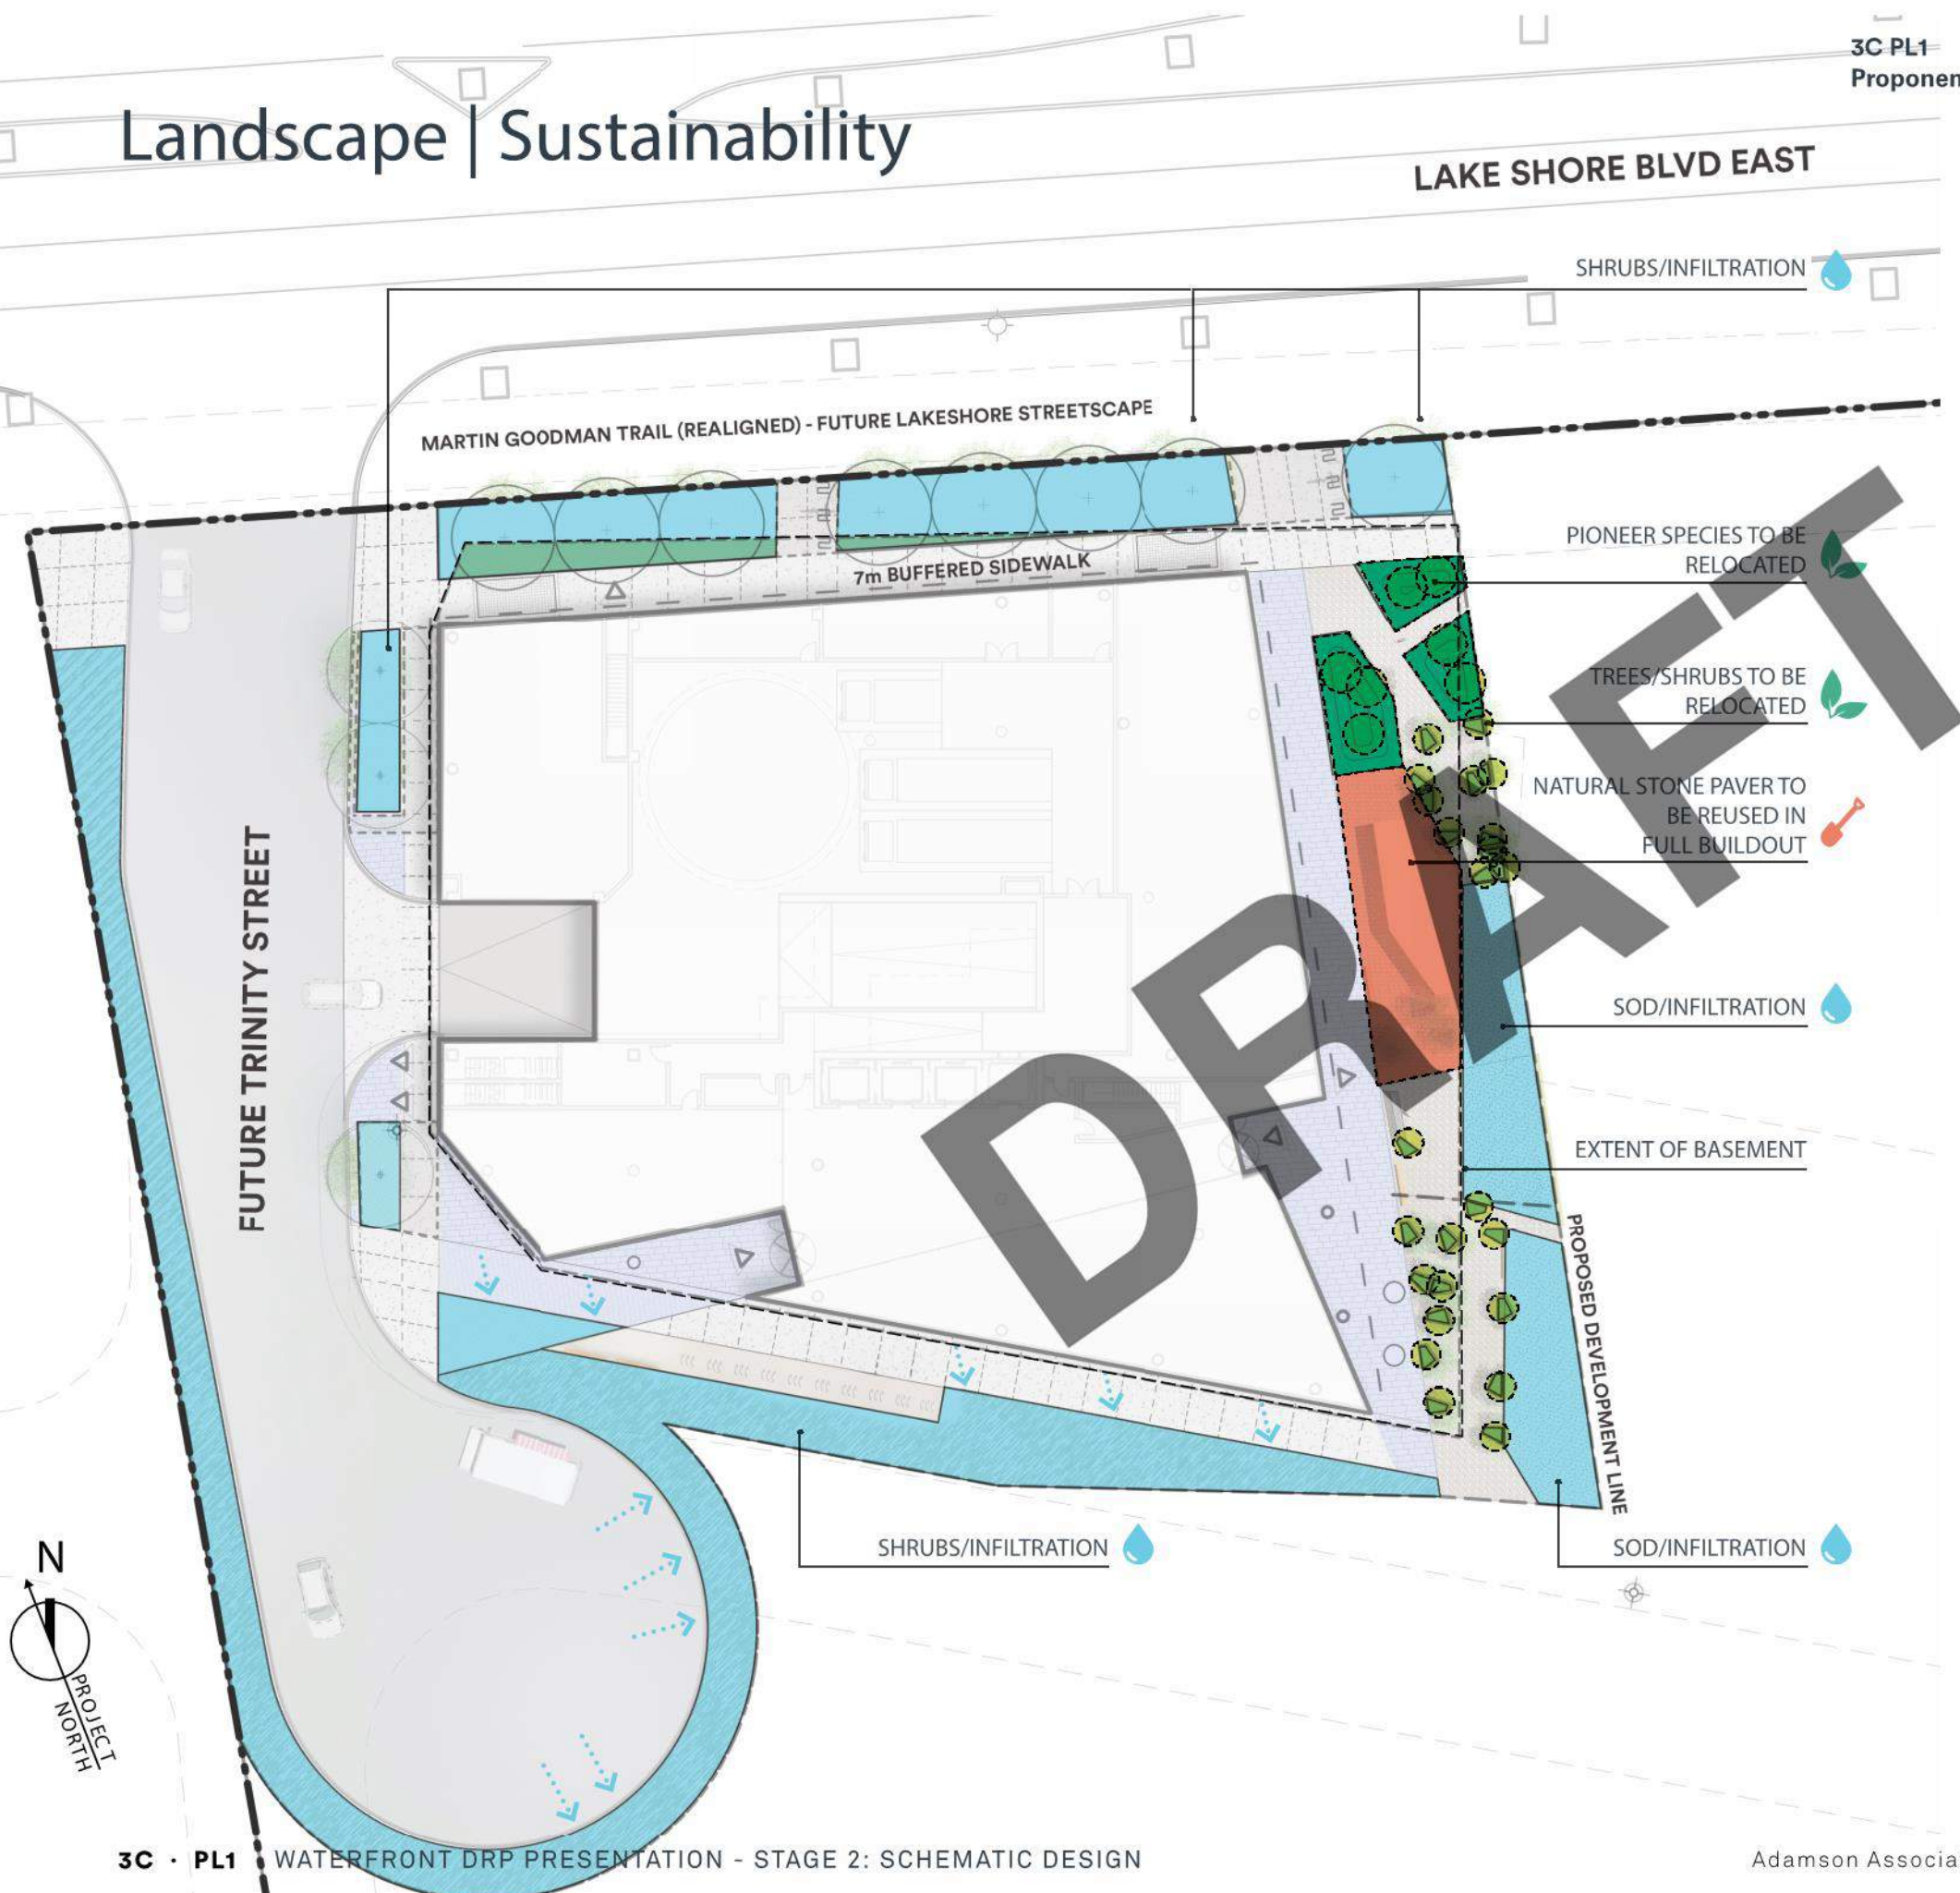 3C PL1
Proponen
Landscape | Sustainability
LAKE SHORE BLVD EAST
SHRUBS/INFILTRATION
MARTIN GOODMAN TRAIL (REALIGNED) - FUTURE LAKESHORE STREETSCAPE
7m BUFFERED SIDEWALK
PIONEER SPECIES TO BE
RELOCATED
TREES/SHRUBS TO BE
RELOCATED
NATURAL STONE PAVER TO
BE REUSED IN
FULL BUILDOUT
DRAFT
FUTURE TRINITY STREET
SOD/INFILTRATION
EXTENT OF BASEMENT
PROPOSED DEVELOPMENT LINE
SHRUBS/INFILTRATION
SOD/INFILTRATION
N
PROJECT
NORTH
3C · PL1 WATERFRONT DRP PRESENTATION - STAGE 2: SCHEMATIC DESIGN
Adamson Associa